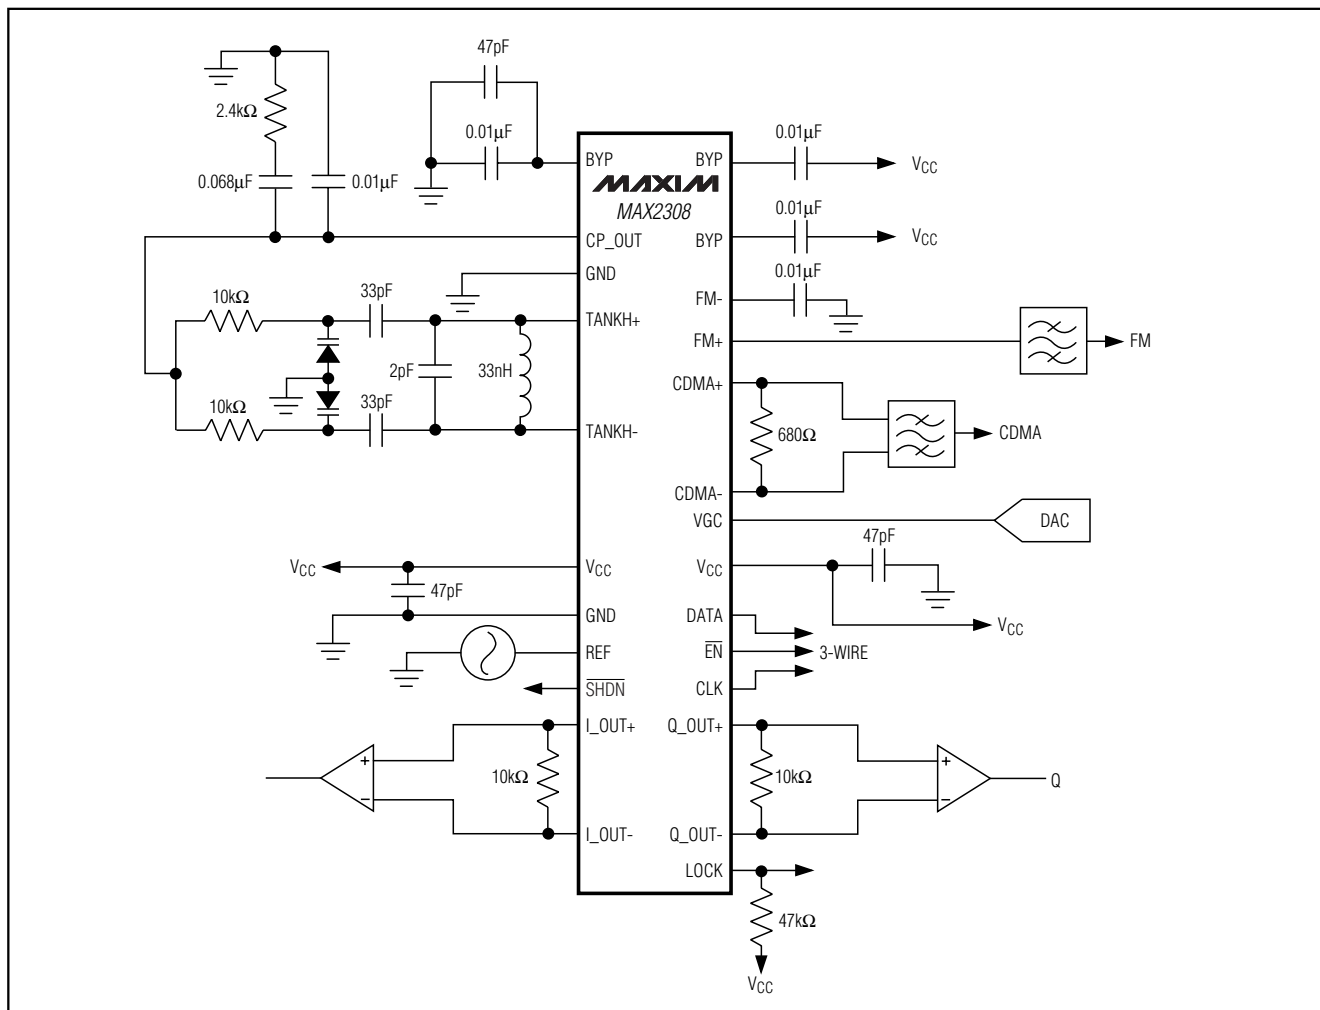 47pF
2.4kΩ
0.01µF
0.01µF
BYP
BYP
VCC
MAXIM
0.068µF
0.01µF
MAX2308
0.01µF
CP_OUT
BYP
VCC
GND
0.01µF
10kΩ
33pF
FM-
TANKH+
FM+
FM
2pF
33nH
CDMA+
10kΩ
33pF
TANKH-
680Ω
CDMA
CDMA-
VGC
DAC
47pF
VCC
VCC
VCC
47pF
GND
DATA
VCC
REF
EN
3-WIRE
SHDN
CLK
I_OUT+
Q_OUT+
+
+
10kΩ
10kΩ
Q
−
−
I_OUT-
Q_OUT-
LOCK
47kΩ
VCC